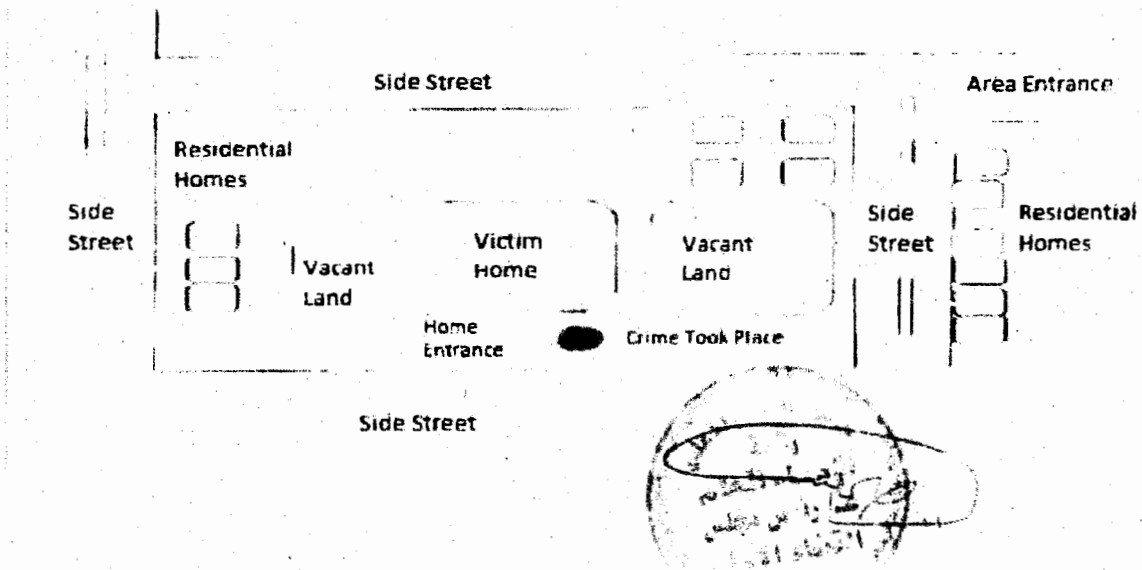 Side Street
Area Entrance
Residential
Homes
Side
Street
Victim
Home
Vacant
Land
Vacant
Land
Side
Street
Residential
Homes
Home
Entrance
Crime Took Place
Side Street